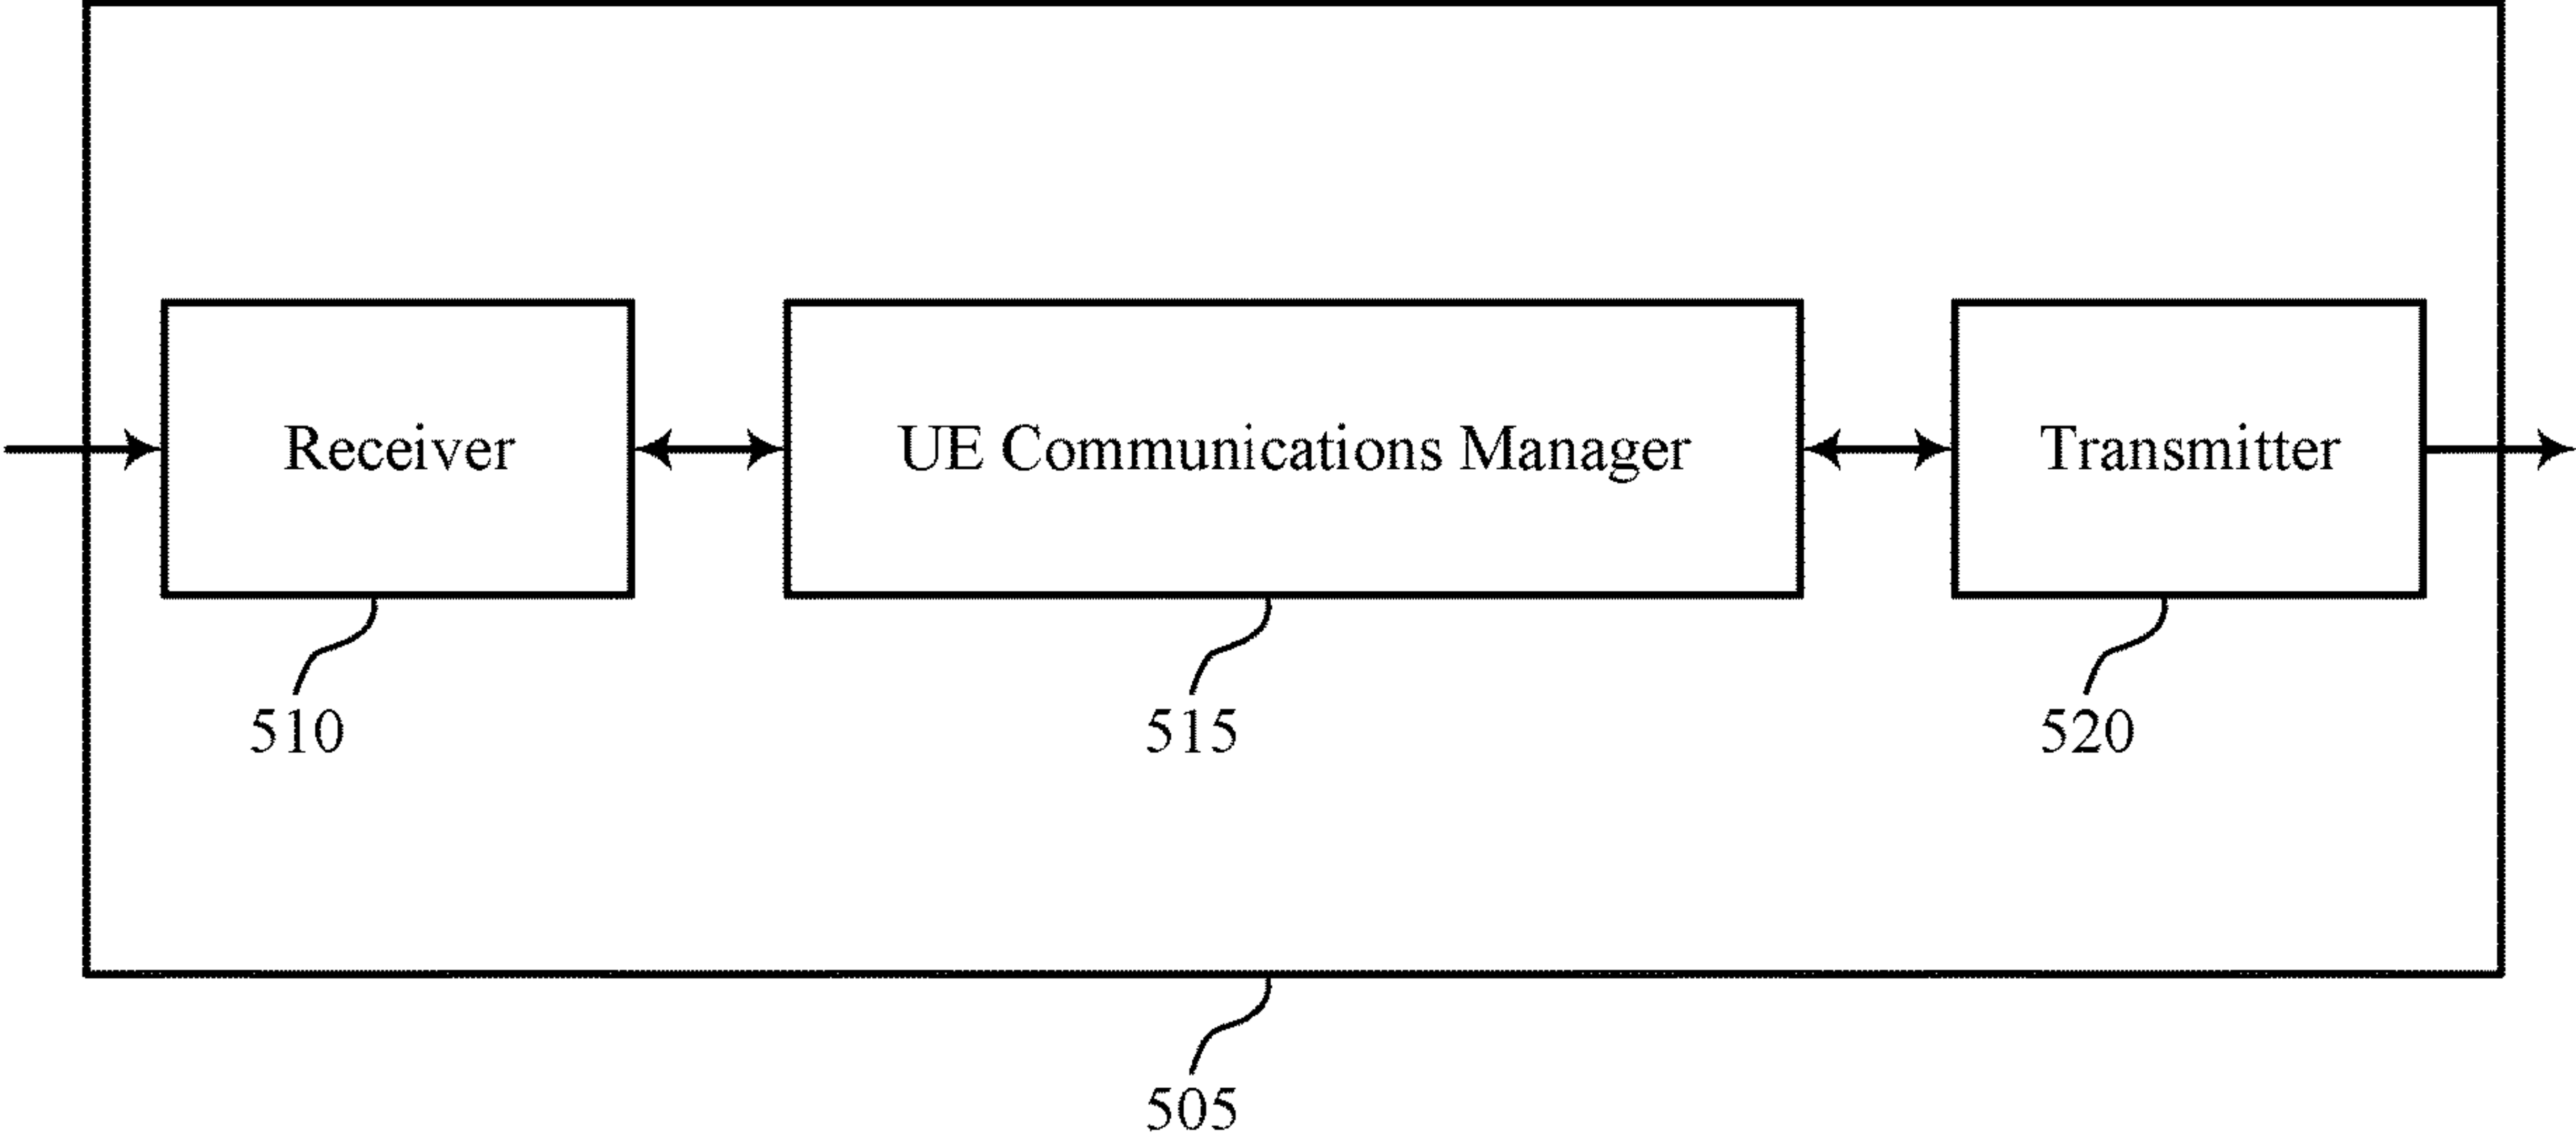 Receiver
UE Communications Manager
Transmitter
510
515
520
505